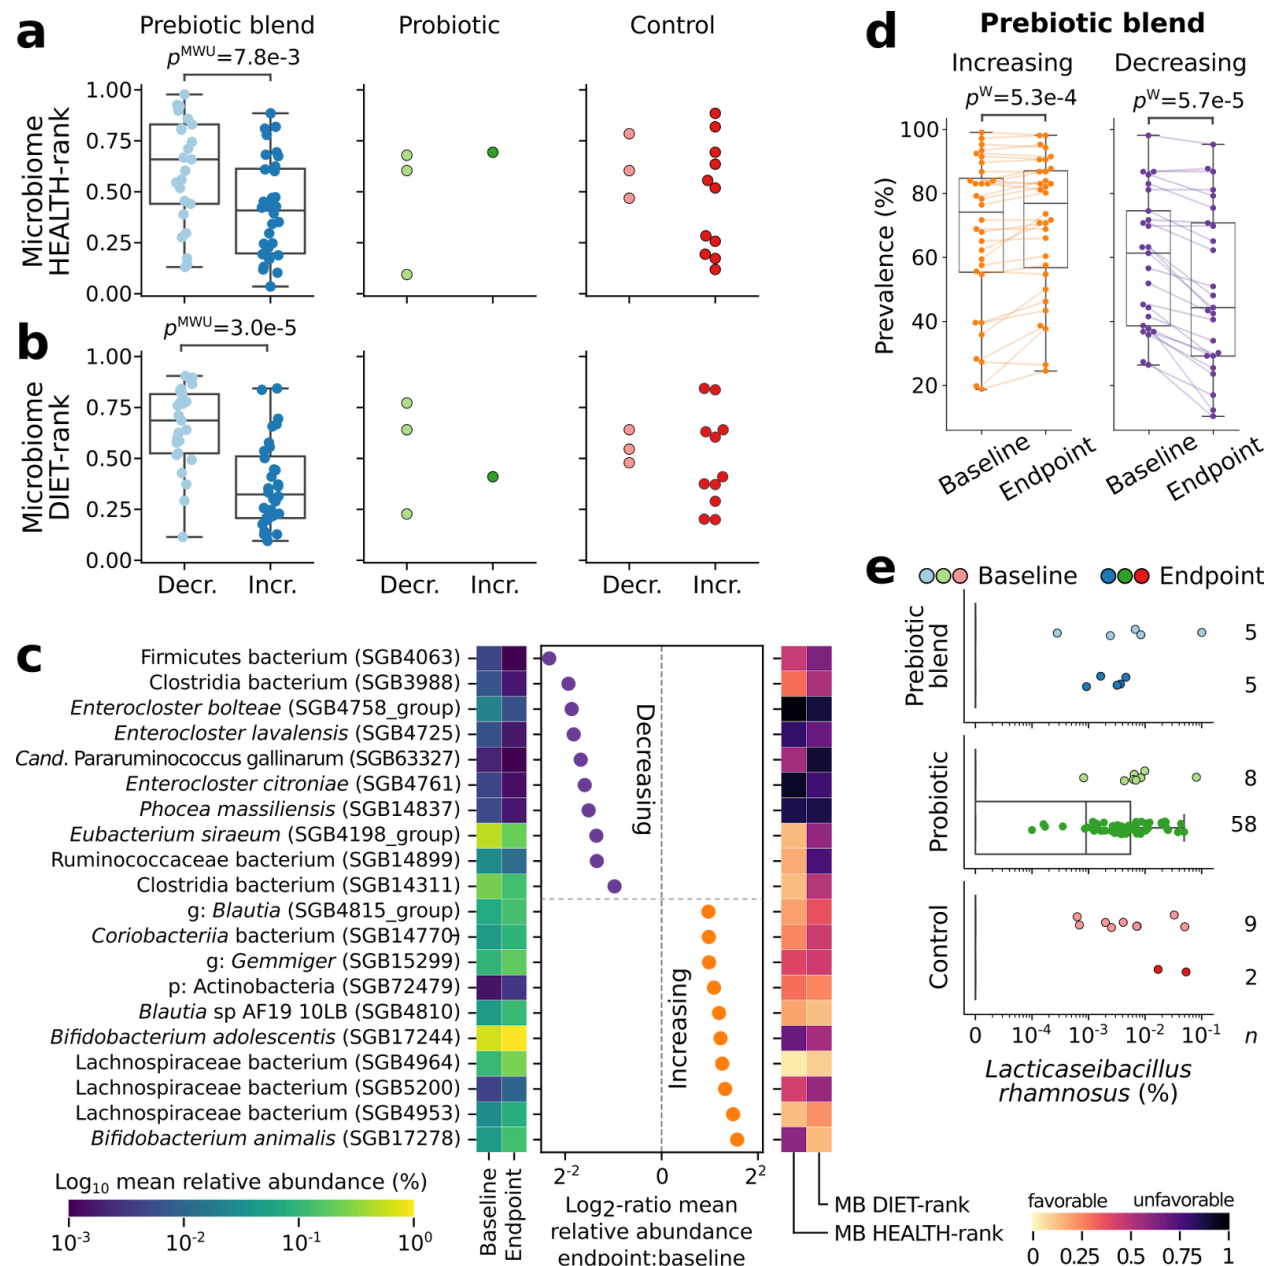 a
Prebiotic blend
Probiotic
Control
pMWU=7.8e-3
Microbiome
HEALTH-rank
1.00
0.75
0.50
0.25
0.00
b
pMWU=3.0e-5
Microbiome
DIET-rank
1.00
0.75
0.50
0.25
0.00
Decr.
Incr.
Decr.
Incr.
Decr.
Incr.
c
Firmicutes bacterium (SGB4063)
Clostridia bacterium (SGB3988)
Enterocloster bolteae (SGB4758_group)
Enterocloster lavalensis (SGB4725)
Cand. Pararuminococcus gallinarum (SGB63327)
Enterocloster citroniae (SGB4761)
Phocea massiliensis (SGB14837)
Eubacterium siraeum (SGB4198_group)
Ruminococcaceae bacterium (SGB14899)
Clostridia bacterium (SGB14311)
g: Blautia (SGB4815_group)
Coriobacteriia bacterium (SGB14770)
g: Gemmiger (SGB15299)
p: Actinobacteria (SGB72479)
Blautia sp AF19 10LB (SGB4810)
Bifidobacterium adolescentis (SGB17244)
Lachnospiraceae bacterium (SGB4964)
Lachnospiraceae bacterium (SGB5200)
Lachnospiraceae bacterium (SGB4953)
Bifidobacterium animalis (SGB17278)
Decreasing
Increasing
Baseline
Endpoint
2-2
0
22
Log2-ratio mean
relative abundance
endpoint:baseline
Log10 mean relative abundance (%)
10-3
10-2
10-1
100
MB DIET-rank
MB HEALTH-rank
favorable
unfavorable
0
0.25
0.5
0.75
1
d
Prebiotic blend
Increasing
Decreasing
pW=5.3e-4
pW=5.7e-5
Prevalence (%)
100
80
60
40
20
Baseline
Endpoint
Baseline
Endpoint
e
Baseline
Endpoint
Prebiotic
blend
5
5
Probiotic
8
58
Control
9
2
0
10-4
10-3
10-2
10-1
n
Lacticaseibacillus
rhamnosus (%)